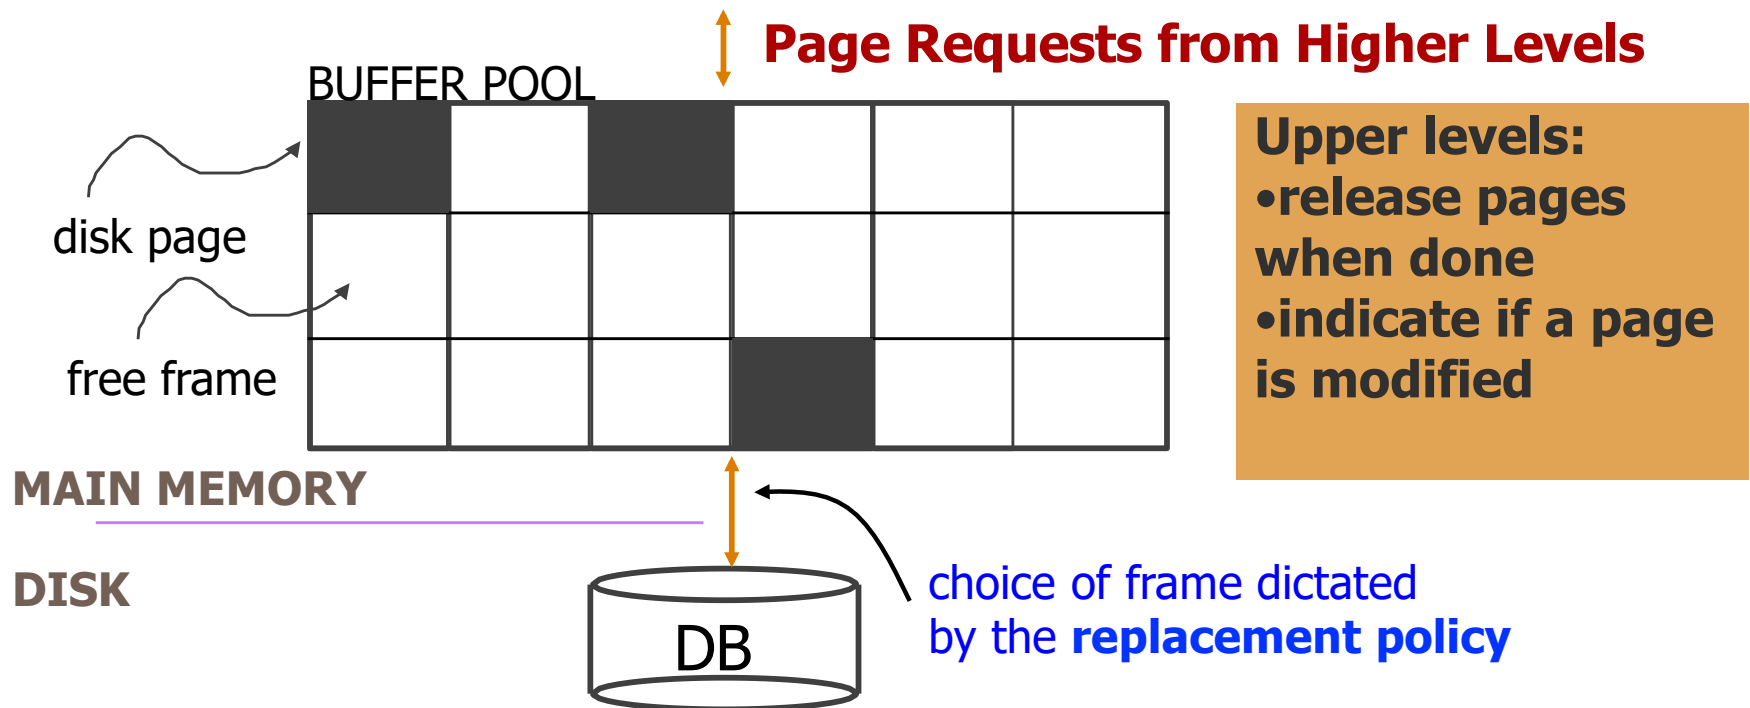 Page Requests from Higher Levels
BUFFER POOL
Upper levels:
•release pages
when done
•indicate if a page
is modified
disk page
free frame
MAIN MEMORY
DISK
DB
choice of frame dictated
by the replacement policy